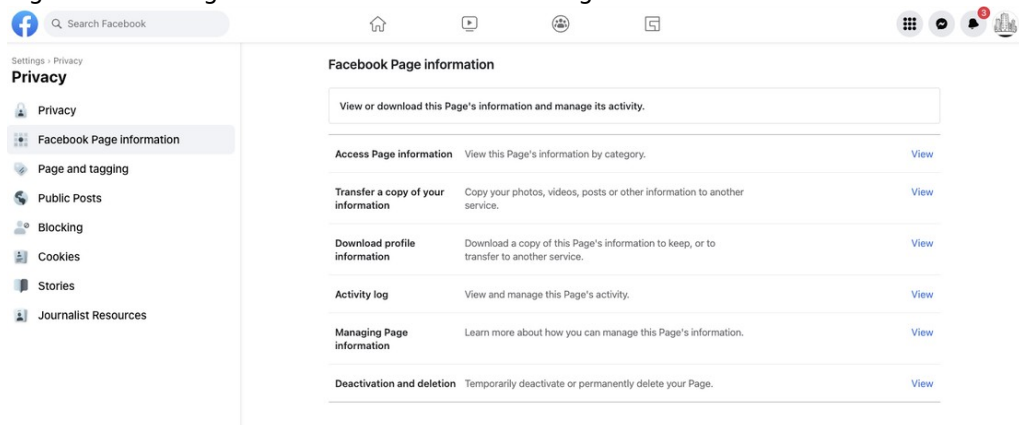 Search Facebook
3
Settings › Privacy
Privacy
Privacy
Facebook Page information
Page and tagging
Public Posts
Blocking
Cookies
Stories
Journalist Resources
Facebook Page information
View or download this Page's information and manage its activity.
Access Page information View this Page's information by category. View
Transfer a copy of your information Copy your photos, videos, posts or other information to another service. View
Download profile information Download a copy of this Page's information to keep, or to transfer to another service. View
Activity log View and manage this Page's activity. View
Managing Page information Learn more about how you can manage this Page's information. View
Deactivation and deletion Temporarily deactivate or permanently delete your Page. View